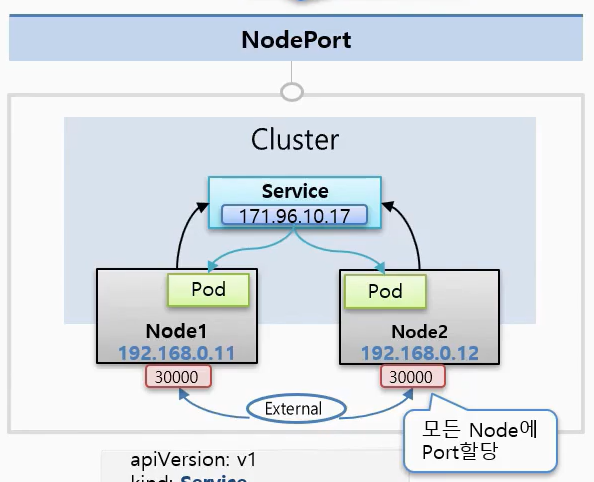 NodePort
Cluster
Service
171.96.10.17
Pod
Pod
Node1
Node2
192.168.0.11
192.168.0.12
30000
30000
External
모든 Node에
Port할당
apiVersion: v1
kind: Service